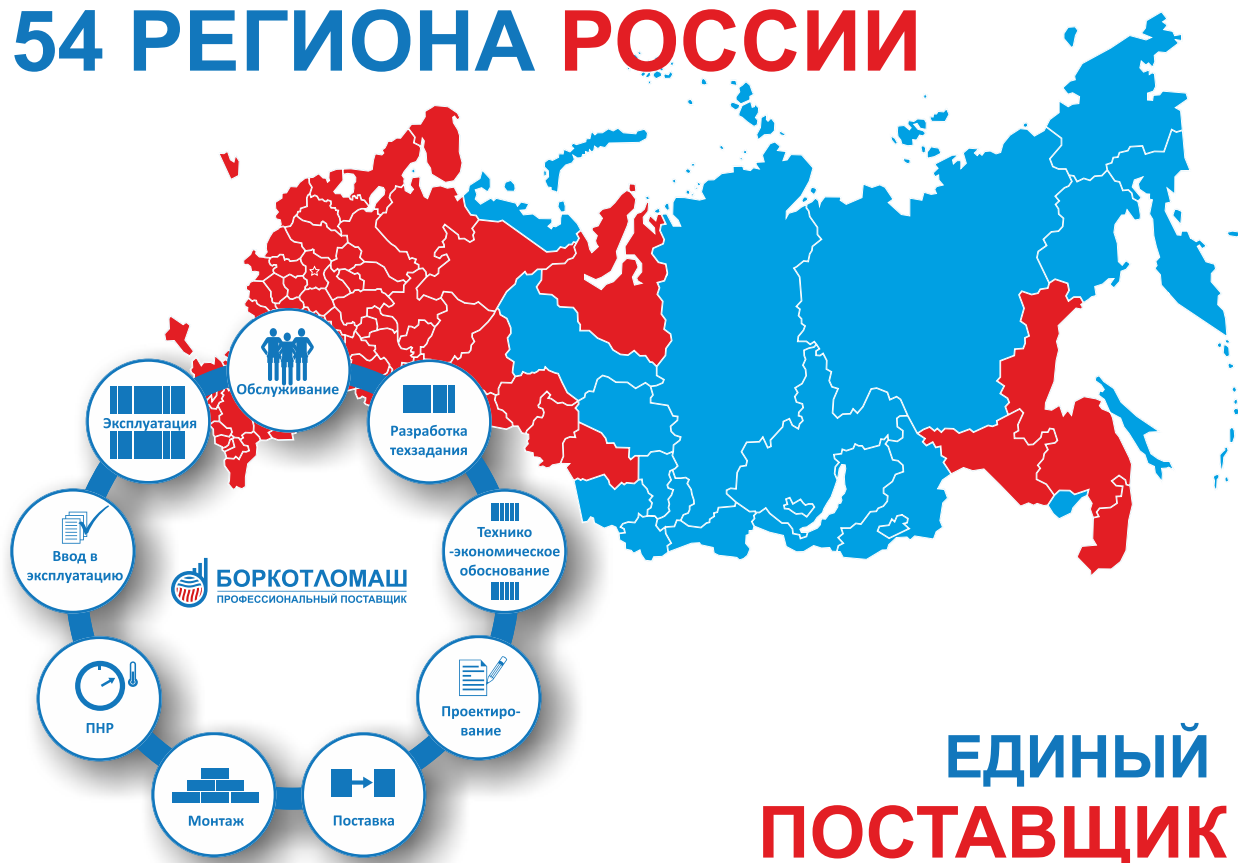 54 РЕГИОНА РОССИИ
Обслуживание
Разработка
техзадания
Технико
-экономическое
обоснование
Проектиро-
вание
Поставка
Монтаж
ПНР
Ввод в
эксплуатацию
Эксплуатация
БОРКОТЛОМАШ
ПРОФЕССИОНАЛЬНЫЙ ПОСТАВЩИК
ЕДИНЫЙ
ПОСТАВЩИК